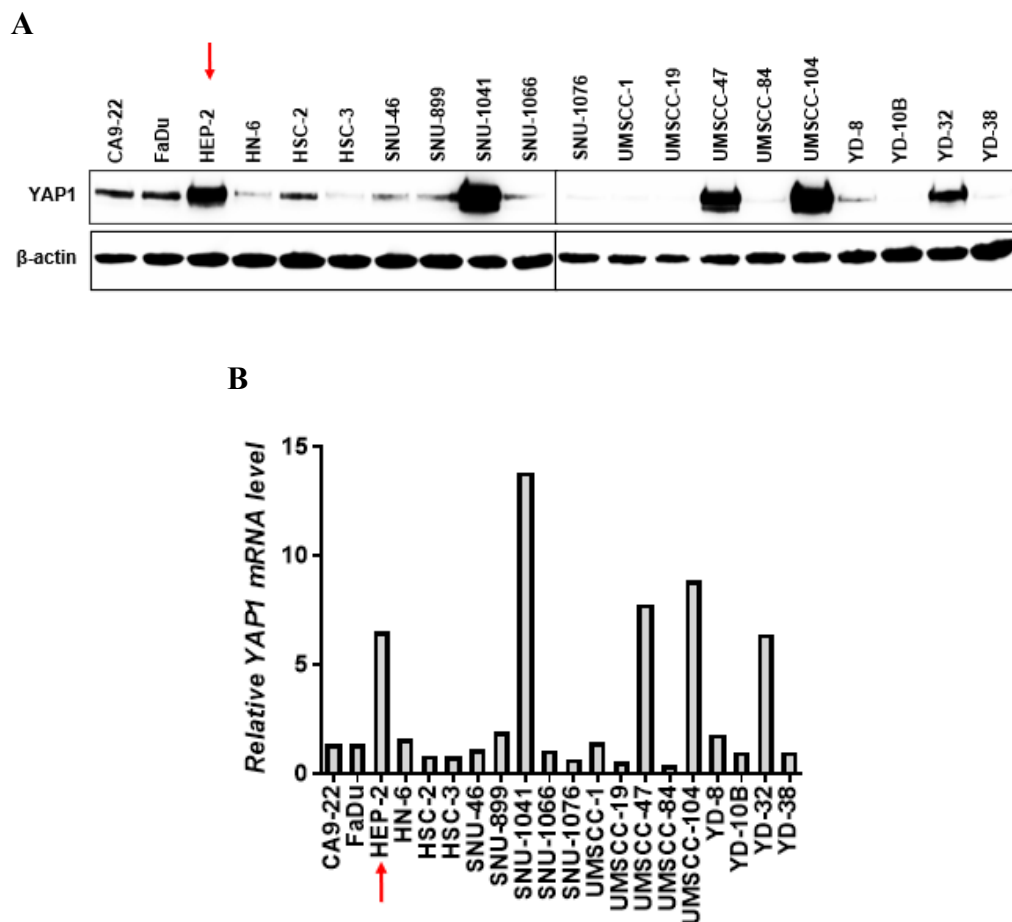 A
CA9-22
FaDu
HEP-2
HN-6
HSC-2
HSC-3
SNU-46
SNU-899
SNU-1041
SNU-1066
SNU-1076
UMSCC-1
UMSCC-19
UMSCC-47
UMSCC-84
UMSCC-104
YD-8
YD-10B
YD-32
YD-38
YAP1
β-actin
B
Relative YAP1 mRNA level
15
10
5
0
CA9-22
FaDu
HEP-2
HN-6
HSC-2
HSC-3
SNU-46
SNU-899
SNU-1041
SNU-1066
SNU-1076
UMSCC-1
UMSCC-19
UMSCC-47
UMSCC-84
UMSCC-104
YD-8
YD-10B
YD-32
YD-38